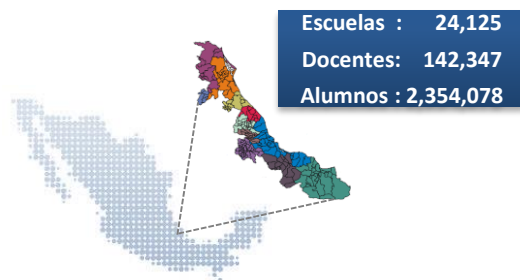 Escuelas : 24,125
Docentes: 142,347
Alumnos : 2,354,078